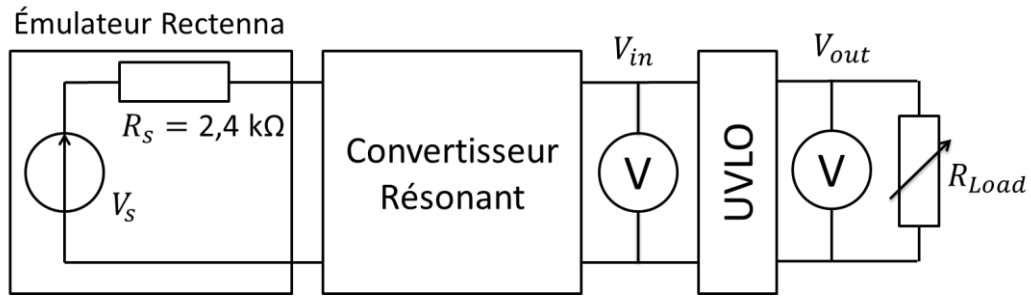 Émulateur Rectenna
R_s = 2,4 kΩ
V_s
Convertisseur
Résonant
V_in
V
UVLO
V_out
V
R_Load